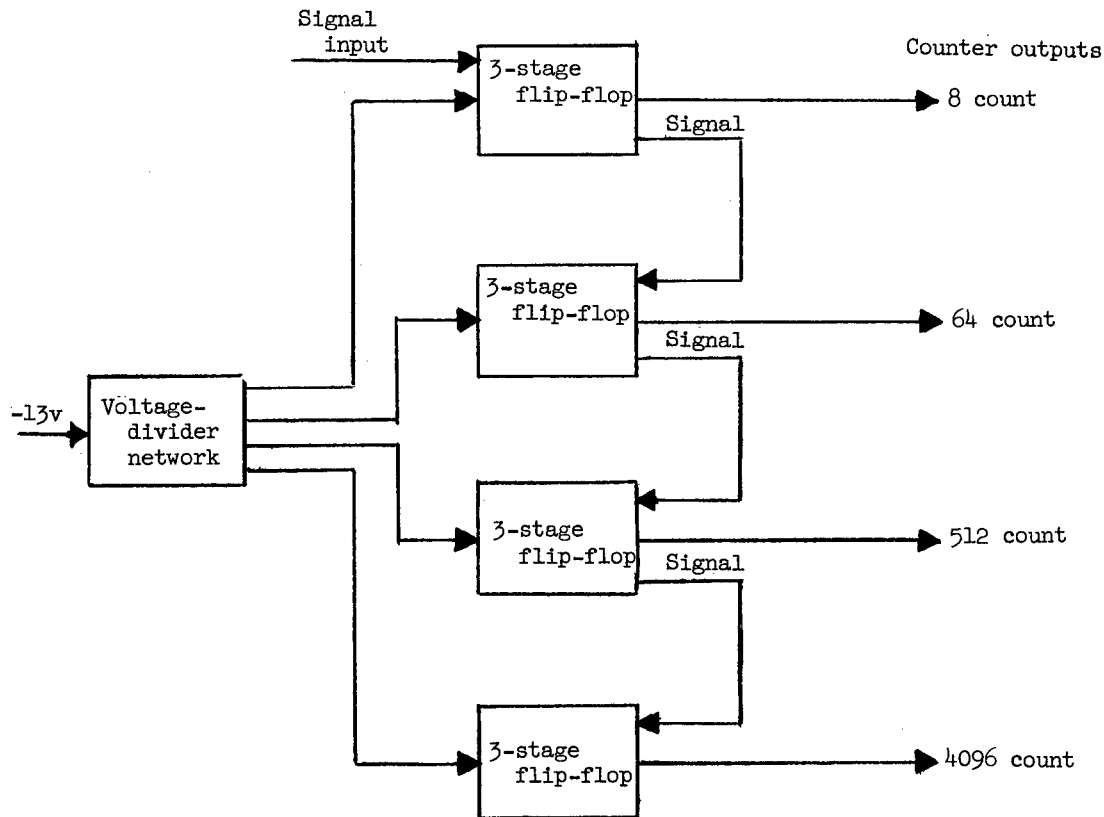 Signal
input
Counter outputs
3-stage
flip-flop
8 count
Signal
3-stage
flip-flop
64 count
Signal
-13v
Voltage-
divider
network
3-stage
flip-flop
512 count
Signal
3-stage
flip-flop
4096 count